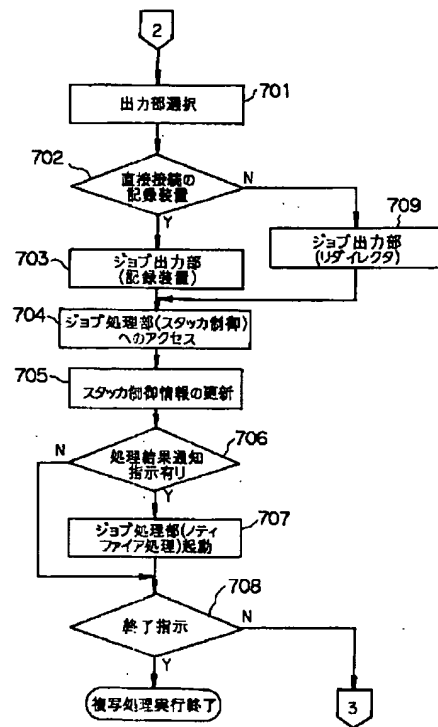 2
701
出力部選択
702
直接接続の
記録装置
N
Y
709
ジョブ出力部
(リダイレクタ)
703
ジョブ出力部
(記録装置)
704
ジョブ処理部(スタッカ制御)
へのアクセス
705
スタッカ制御情報の更新
706
N
処理結果通知
指示有り
Y
707
ジョブ処理部(ノティ
ファイア処理)起動
708
終了指示
N
Y
複写処理実行終了
3